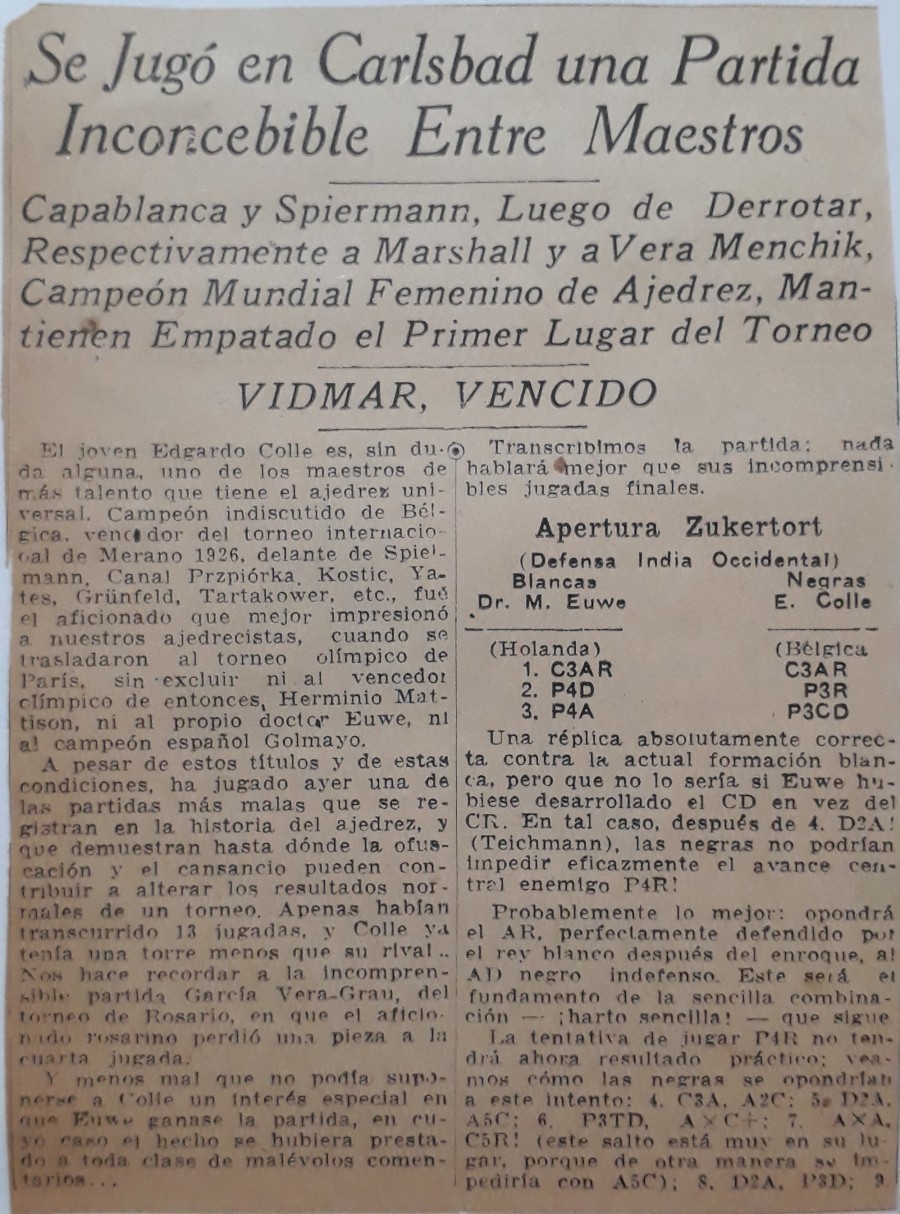 Se Jugó en Carlsbad una Partida
Inconcebible Entre Maestros
Capablanca y Spiermann, Luego de Derrotar,
Respectivamente a Marshall y a Vera Menchik,
Campeón Mundial Femenino de Ajedrez, Man-
tienen Empatado el Primer Lugar del Torneo
VIDMAR, VENCIDO
El joven Edgardo Colle es, sin du-
da alguna, uno de los maestros de
más talento que tiene el ajedrez uni-
versal. Campeón indiscutido de Bél-
gica, vencedor del torneo internacio-
nal de Merano 1926, delante de Spiel-
mann, Canal Przpiórka, Kostic, Ya-
tes, Grünfeld, Tartakower, etc., fué
el aficionado que mejor impresionó
a nuestros ajedrecistas, cuando se
trasladaron al torneo olímpico de
París, sin excluir ni al vencedor
olímpico de entonces, Herminio Mat-
tison, ni al propio doctor Euwe, ni
al campeón español Golmayo.
A pesar de estos títulos y de estas
condiciones, ha jugado ayer una de
las partidas más malas que se re-
gistran en la historia del ajedrez, y
que demuestran hasta dónde la ofus-
cación y el cansancio pueden con-
tribuir a alterar los resultados nor-
males de un torneo. Apenas habían
transcurrido 13 jugadas, y Colle ya
tenía una torre menos que su rival..
Nos hace recordar a la incompren-
sible partida García Vera-Grau, del
torneo de Rosario, en que el aficio-
nado rosarino perdió una pieza a la
cuarta jugada.
Y menos mal que no podía supo-
nerse a Colle un interés especial en
que Euwe ganase la partida, en cu-
yo caso el hecho se hubiera presta-
do a toda clase de malévolos comen-
tarios...
Transcribimos la partida; nada
hablará mejor que sus incomprensi-
bles jugadas finales.
Apertura Zukertort
(Defensa India Occidental)
Blancas Negras
Dr. M. Euwe E. Colle
(Holanda) (Bélgica
1. C3AR C3AR
2. P4D P3R
3. P4A P3CD
Una réplica absolutamente correc-
ta contra la actual formación blan-
ca, pero que no lo sería si Euwe hu-
biese desarrollado el CD en vez del
CR. En tal caso, después de 4. D2A!
(Teichmann), las negras no podrían
impedir eficazmente el avance cen-
tral enemigo P4R!
Probablemente lo mejor: opondrá
el AR, perfectamente defendido por
el rey blanco después del enroque, al
AD negro indefenso. Este será el
fundamento de la sencilla combina-
ción — ¡harto sencilla! — que sigue
La tentativa de jugar P4R no ten-
drá ahora resultado práctico; vea-
mos cómo las negras se opondrían
a este intento: 4. C3A, A2C; 5. D2A,
A5C; 6. P3TD, A×C+; 7. A×A,
C5R! (este salto está muy en su lu-
gar, porque de otra manera se im-
pediría con A5C); 8. D2A, P3D; 9